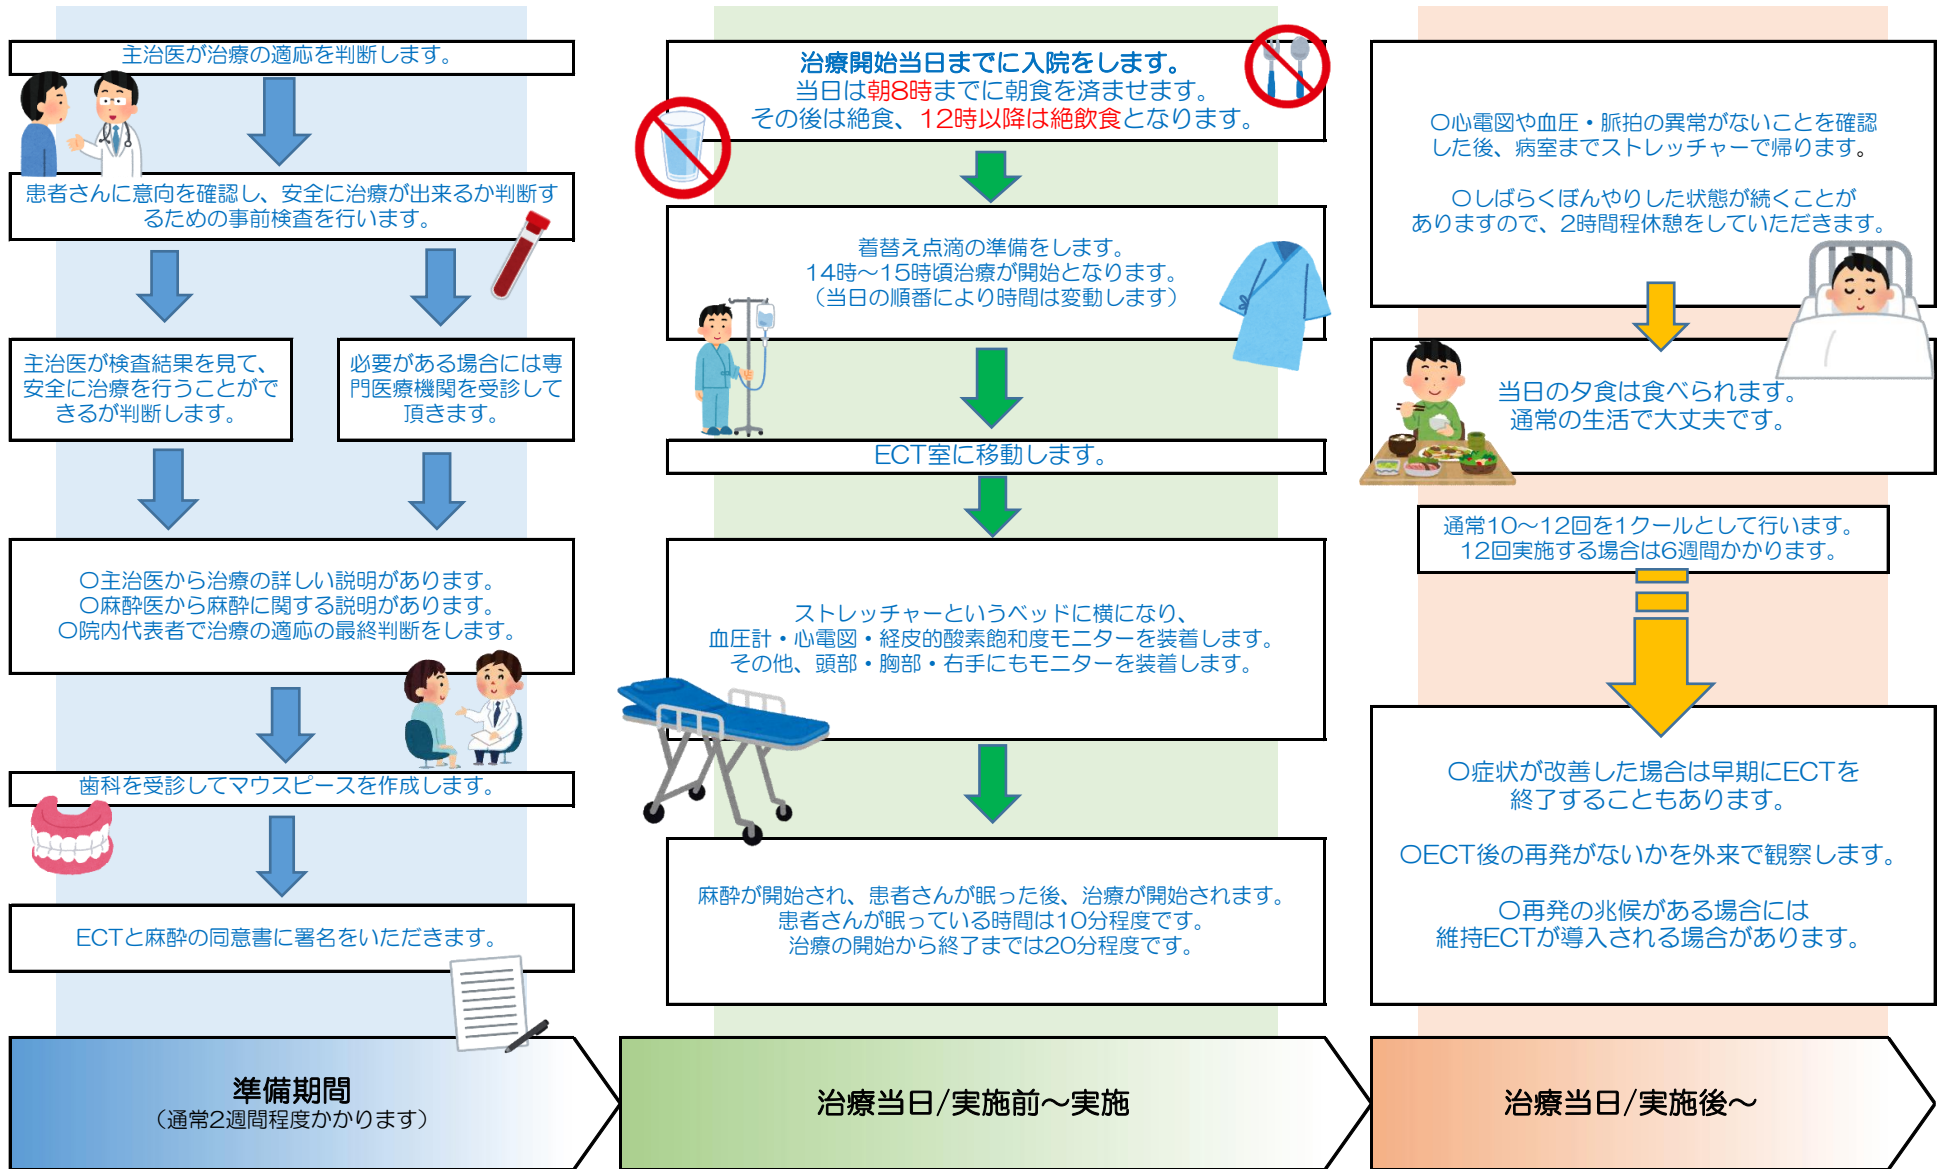 主治医が治療の適応を判断します。
患者さんに意向を確認し、安全に治療が出来るか判断す
るための事前検査を行います。
主治医が検査結果を見て、
安全に治療を行うことがで
きるが判断します。
必要がある場合には専
門医療機関を受診して
頂きます。
〇主治医から治療の詳しい説明があります。
〇麻酔医から麻酔に関する説明があります。
〇院内代表者で治療の適応の最終判断をします。
歯科を受診してマウスピースを作成します。
ECTと麻酔の同意書に署名をいただきます。
準備期間
（通常2週間程度かかります）
治療開始当日までに入院をします。
当日は朝8時までに朝食を済ませます。
その後は絶食、12時以降は絶飲食となります。
着替え点滴の準備をします。
14時～15時頃治療が開始となります。
（当日の順番により時間は変動します）
ECT室に移動します。
ストレッチャーというベッドに横になり、
血圧計・心電図・経皮的酸素飽和度モニターを装着します。
その他、頭部・胸部・右手にもモニターを装着します。
麻酔が開始され、患者さんが眠った後、治療が開始されます。
患者さんが眠っている時間は10分程度です。
治療の開始から終了までは20分程度です。
治療当日/実施前～実施
〇心電図や血圧・脈拍の異常がないことを確認
した後、病室までストレッチャーで帰ります。
〇しばらくぼんやりした状態が続くことが
ありますので、2時間程休憩をしていただきます。
当日の夕食は食べられます。
通常の生活で大丈夫です。
通常10～12回を1クールとして行います。
12回実施する場合は6週間かかります。
〇症状が改善した場合は早期にECTを
終了することもあります。
〇ECT後の再発がないかを外来で観察します。
〇再発の兆候がある場合には
維持ECTが導入される場合があります。
治療当日/実施後～